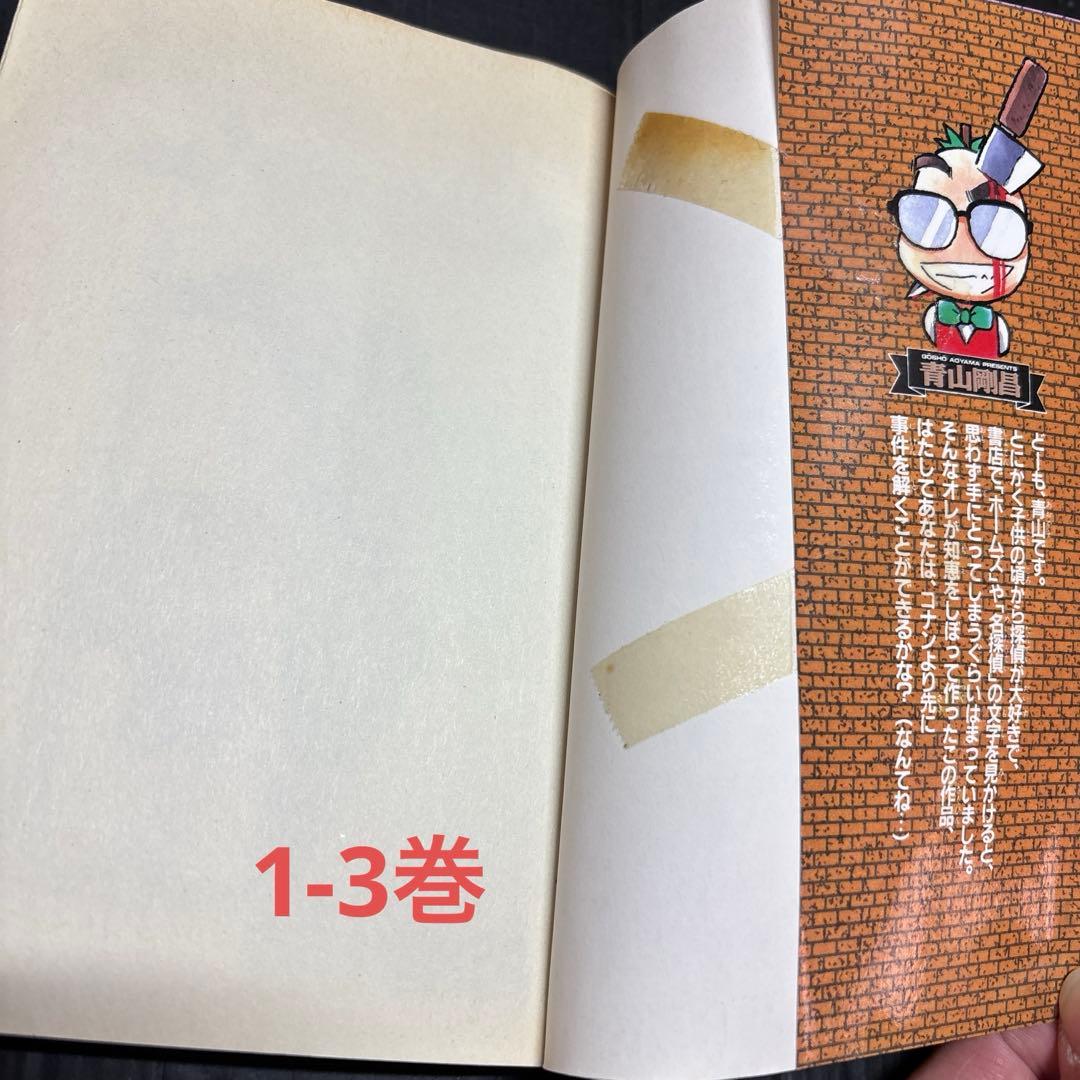 GOSHO AOYAMA PRESENTS
青山剛昌
どーも、青山です。
とにかく子供の頃から探偵が大好きで、
書店で「ホームズ」や「名探偵」の文字を見かけると、
思わず手にとってしまうぐらいはまっていました。
そんなオレが知恵をしぼって作ったこの作品、
はたしてあなたは、コナンより先に
事件を解くことができるかな？（なんてね…）
1-3巻